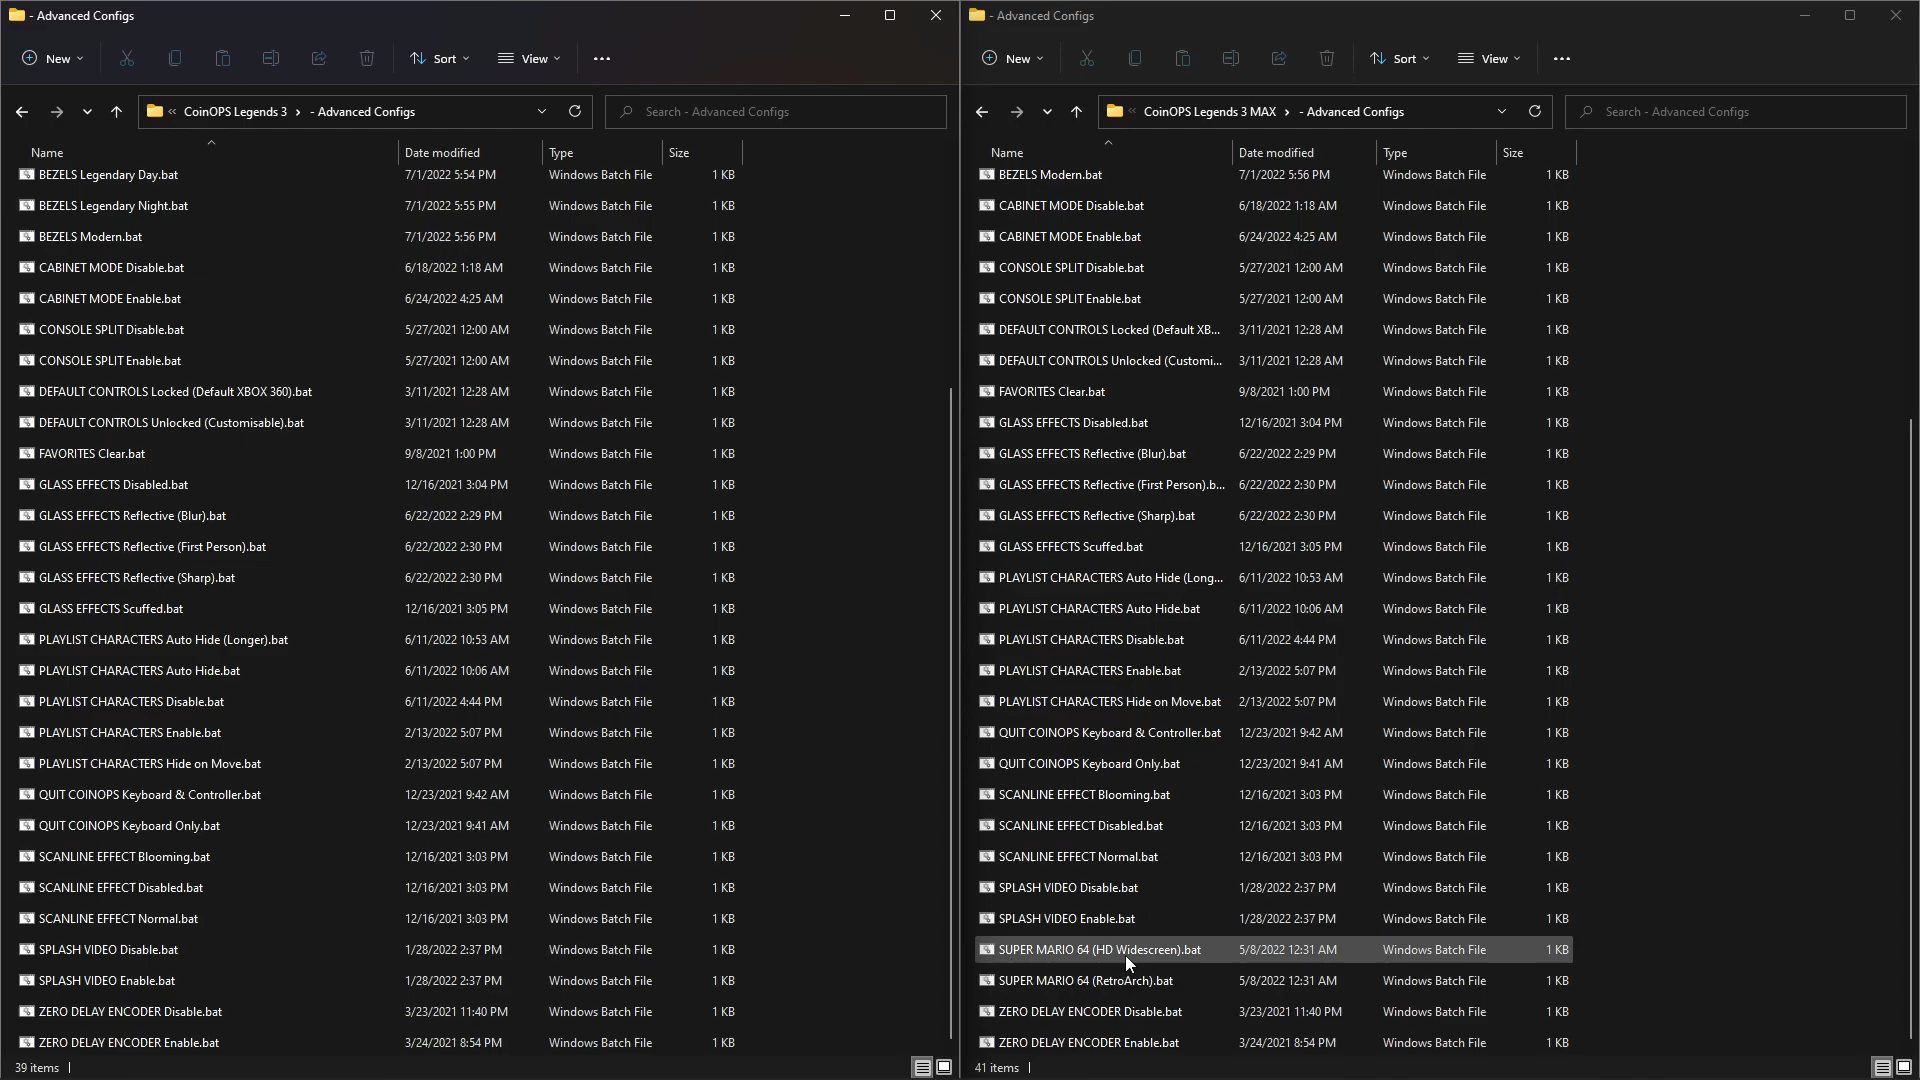 - Advanced Configs
New
Sort
View
CoinOPS Legends 3
- Advanced Configs
Search - Advanced Configs
Name Date modified Type Size
BEZELS Legendary Day.bat 7/1/2022 5:54 PM Windows Batch File 1 KB
BEZELS Legendary Night.bat 7/1/2022 5:55 PM Windows Batch File 1 KB
BEZELS Modern.bat 7/1/2022 5:56 PM Windows Batch File 1 KB
CABINET MODE Disable.bat 6/18/2022 1:18 AM Windows Batch File 1 KB
CABINET MODE Enable.bat 6/24/2022 4:25 AM Windows Batch File 1 KB
CONSOLE SPLIT Disable.bat 5/27/2021 12:00 AM Windows Batch File 1 KB
CONSOLE SPLIT Enable.bat 5/27/2021 12:00 AM Windows Batch File 1 KB
DEFAULT CONTROLS Locked (Default XBOX 360).bat 3/11/2021 12:28 AM Windows Batch File 1 KB
DEFAULT CONTROLS Unlocked (Customisable).bat 3/11/2021 12:28 AM Windows Batch File 1 KB
FAVORITES Clear.bat 9/8/2021 1:00 PM Windows Batch File 1 KB
GLASS EFFECTS Disabled.bat 12/16/2021 3:04 PM Windows Batch File 1 KB
GLASS EFFECTS Reflective (Blur).bat 6/22/2022 2:29 PM Windows Batch File 1 KB
GLASS EFFECTS Reflective (First Person).bat 6/22/2022 2:30 PM Windows Batch File 1 KB
GLASS EFFECTS Reflective (Sharp).bat 6/22/2022 2:30 PM Windows Batch File 1 KB
GLASS EFFECTS Scuffed.bat 12/16/2021 3:05 PM Windows Batch File 1 KB
PLAYLIST CHARACTERS Auto Hide (Longer).bat 6/11/2022 10:53 AM Windows Batch File 1 KB
PLAYLIST CHARACTERS Auto Hide.bat 6/11/2022 10:06 AM Windows Batch File 1 KB
PLAYLIST CHARACTERS Disable.bat 6/11/2022 4:44 PM Windows Batch File 1 KB
PLAYLIST CHARACTERS Enable.bat 2/13/2022 5:07 PM Windows Batch File 1 KB
PLAYLIST CHARACTERS Hide on Move.bat 2/13/2022 5:07 PM Windows Batch File 1 KB
QUIT COINOPS Keyboard & Controller.bat 12/23/2021 9:42 AM Windows Batch File 1 KB
QUIT COINOPS Keyboard Only.bat 12/23/2021 9:41 AM Windows Batch File 1 KB
SCANLINE EFFECT Blooming.bat 12/16/2021 3:03 PM Windows Batch File 1 KB
SCANLINE EFFECT Disabled.bat 12/16/2021 3:03 PM Windows Batch File 1 KB
SCANLINE EFFECT Normal.bat 12/16/2021 3:03 PM Windows Batch File 1 KB
SPLASH VIDEO Disable.bat 1/28/2022 2:37 PM Windows Batch File 1 KB
SPLASH VIDEO Enable.bat 1/28/2022 2:37 PM Windows Batch File 1 KB
ZERO DELAY ENCODER Disable.bat 3/23/2021 11:40 PM Windows Batch File 1 KB
ZERO DELAY ENCODER Enable.bat 3/24/2021 8:54 PM Windows Batch File 1 KB
39 items
- Advanced Configs
New
Sort
View
CoinOPS Legends 3 MAX
- Advanced Configs
Search - Advanced Configs
Name Date modified Type Size
BEZELS Modern.bat 7/1/2022 5:56 PM Windows Batch File 1 KB
CABINET MODE Disable.bat 6/18/2022 1:18 AM Windows Batch File 1 KB
CABINET MODE Enable.bat 6/24/2022 4:25 AM Windows Batch File 1 KB
CONSOLE SPLIT Disable.bat 5/27/2021 12:00 AM Windows Batch File 1 KB
CONSOLE SPLIT Enable.bat 5/27/2021 12:00 AM Windows Batch File 1 KB
DEFAULT CONTROLS Locked (Default XB... 3/11/2021 12:28 AM Windows Batch File 1 KB
DEFAULT CONTROLS Unlocked (Customi... 3/11/2021 12:28 AM Windows Batch File 1 KB
FAVORITES Clear.bat 9/8/2021 1:00 PM Windows Batch File 1 KB
GLASS EFFECTS Disabled.bat 12/16/2021 3:04 PM Windows Batch File 1 KB
GLASS EFFECTS Reflective (Blur).bat 6/22/2022 2:29 PM Windows Batch File 1 KB
GLASS EFFECTS Reflective (First Person).b... 6/22/2022 2:30 PM Windows Batch File 1 KB
GLASS EFFECTS Reflective (Sharp).bat 6/22/2022 2:30 PM Windows Batch File 1 KB
GLASS EFFECTS Scuffed.bat 12/16/2021 3:05 PM Windows Batch File 1 KB
PLAYLIST CHARACTERS Auto Hide (Long... 6/11/2022 10:53 AM Windows Batch File 1 KB
PLAYLIST CHARACTERS Auto Hide.bat 6/11/2022 10:06 AM Windows Batch File 1 KB
PLAYLIST CHARACTERS Disable.bat 6/11/2022 4:44 PM Windows Batch File 1 KB
PLAYLIST CHARACTERS Enable.bat 2/13/2022 5:07 PM Windows Batch File 1 KB
PLAYLIST CHARACTERS Hide on Move.bat 2/13/2022 5:07 PM Windows Batch File 1 KB
QUIT COINOPS Keyboard & Controller.bat 12/23/2021 9:42 AM Windows Batch File 1 KB
QUIT COINOPS Keyboard Only.bat 12/23/2021 9:41 AM Windows Batch File 1 KB
SCANLINE EFFECT Blooming.bat 12/16/2021 3:03 PM Windows Batch File 1 KB
SCANLINE EFFECT Disabled.bat 12/16/2021 3:03 PM Windows Batch File 1 KB
SCANLINE EFFECT Normal.bat 12/16/2021 3:03 PM Windows Batch File 1 KB
SPLASH VIDEO Disable.bat 1/28/2022 2:37 PM Windows Batch File 1 KB
SPLASH VIDEO Enable.bat 1/28/2022 2:37 PM Windows Batch File 1 KB
SUPER MARIO 64 (HD Widescreen).bat 5/8/2022 12:31 AM Windows Batch File 1 KB
SUPER MARIO 64 (RetroArch).bat 5/8/2022 12:31 AM Windows Batch File 1 KB
ZERO DELAY ENCODER Disable.bat 3/23/2021 11:40 PM Windows Batch File 1 KB
ZERO DELAY ENCODER Enable.bat 3/24/2021 8:54 PM Windows Batch File 1 KB
41 items